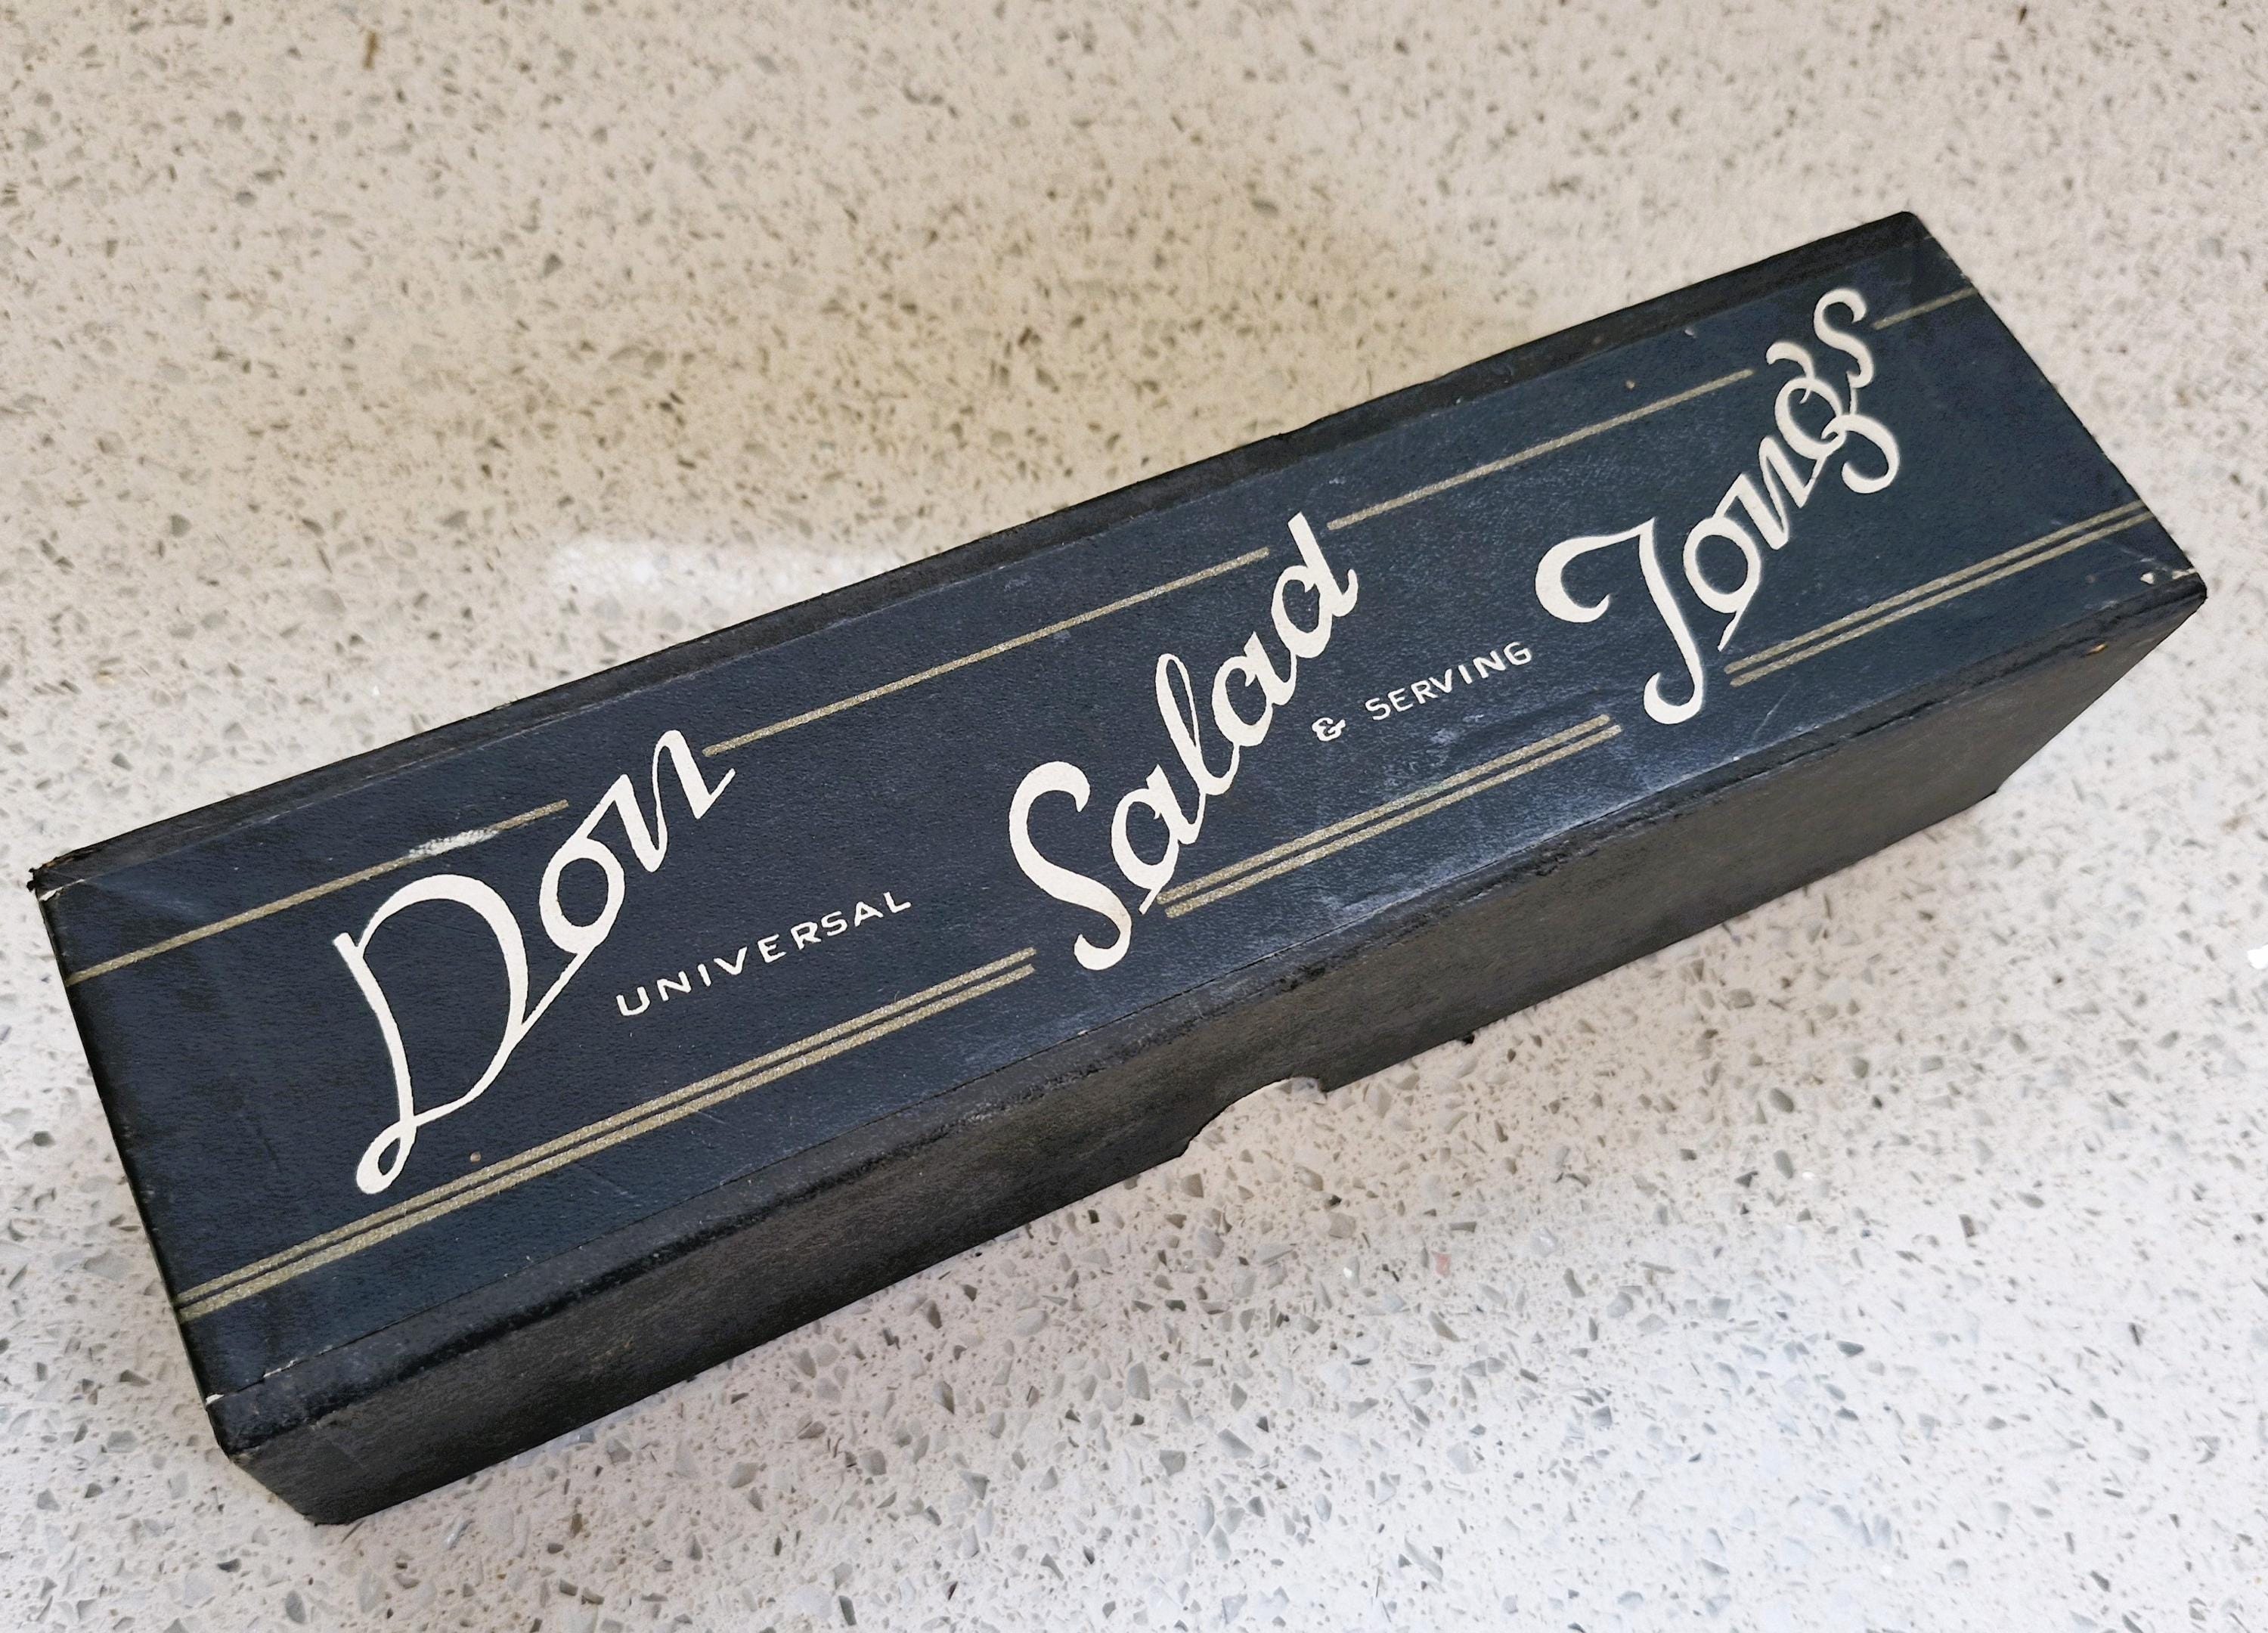 Don
UNIVERSAL
Salad
& SERVING
Tongs